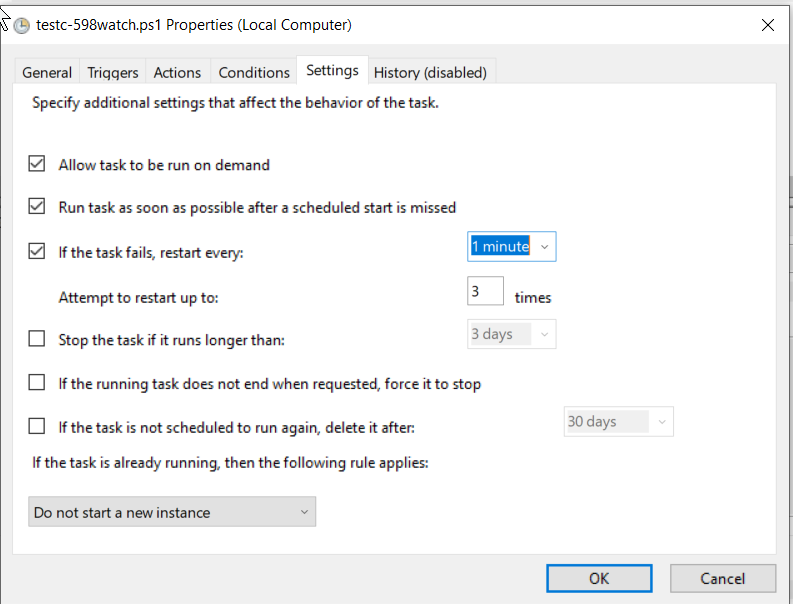 testc-598watch.ps1 Properties (Local Computer)
General Triggers Actions Conditions Settings History (disabled)
Specify additional settings that affect the behavior of the task.
Allow task to be run on demand
Run task as soon as possible after a scheduled start is missed
If the task fails, restart every: 1 minute
Attempt to restart up to: 3 times
Stop the task if it runs longer than: 3 days
If the running task does not end when requested, force it to stop
If the task is not scheduled to run again, delete it after: 30 days
If the task is already running, then the following rule applies:
Do not start a new instance
OK Cancel